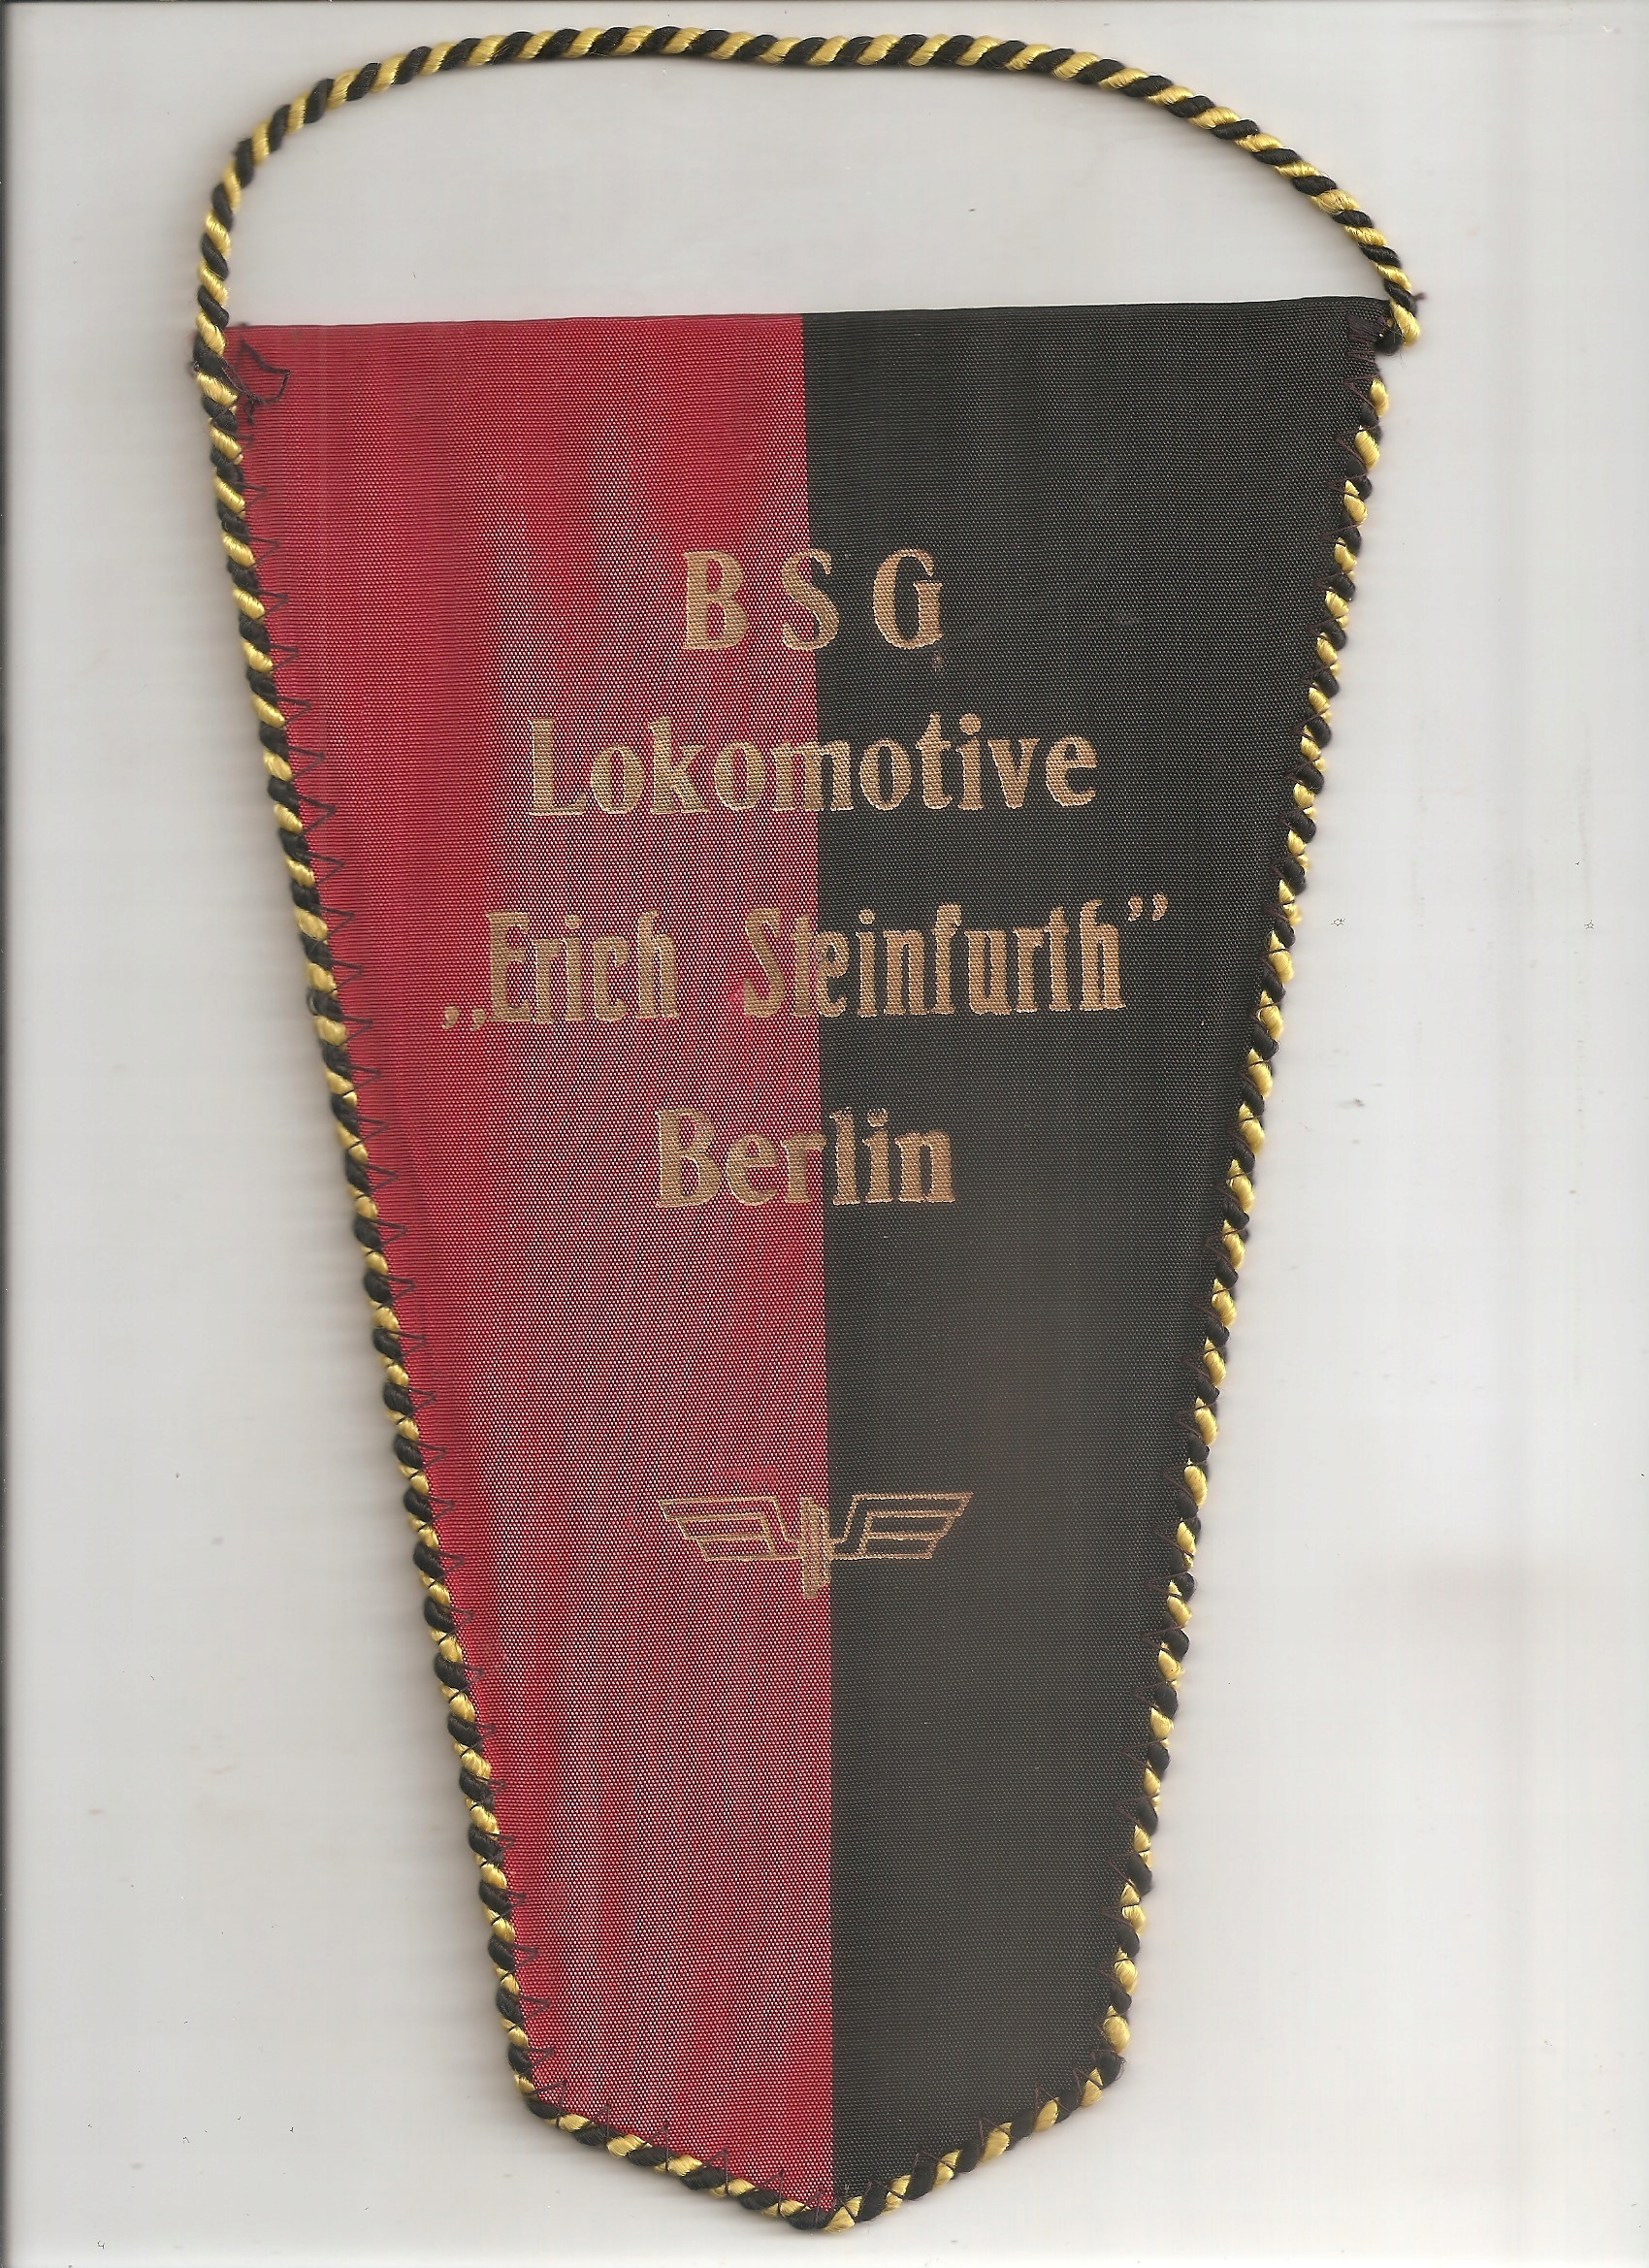 BSG
Lokomotive
„Erich Steinfurth”
Berlin